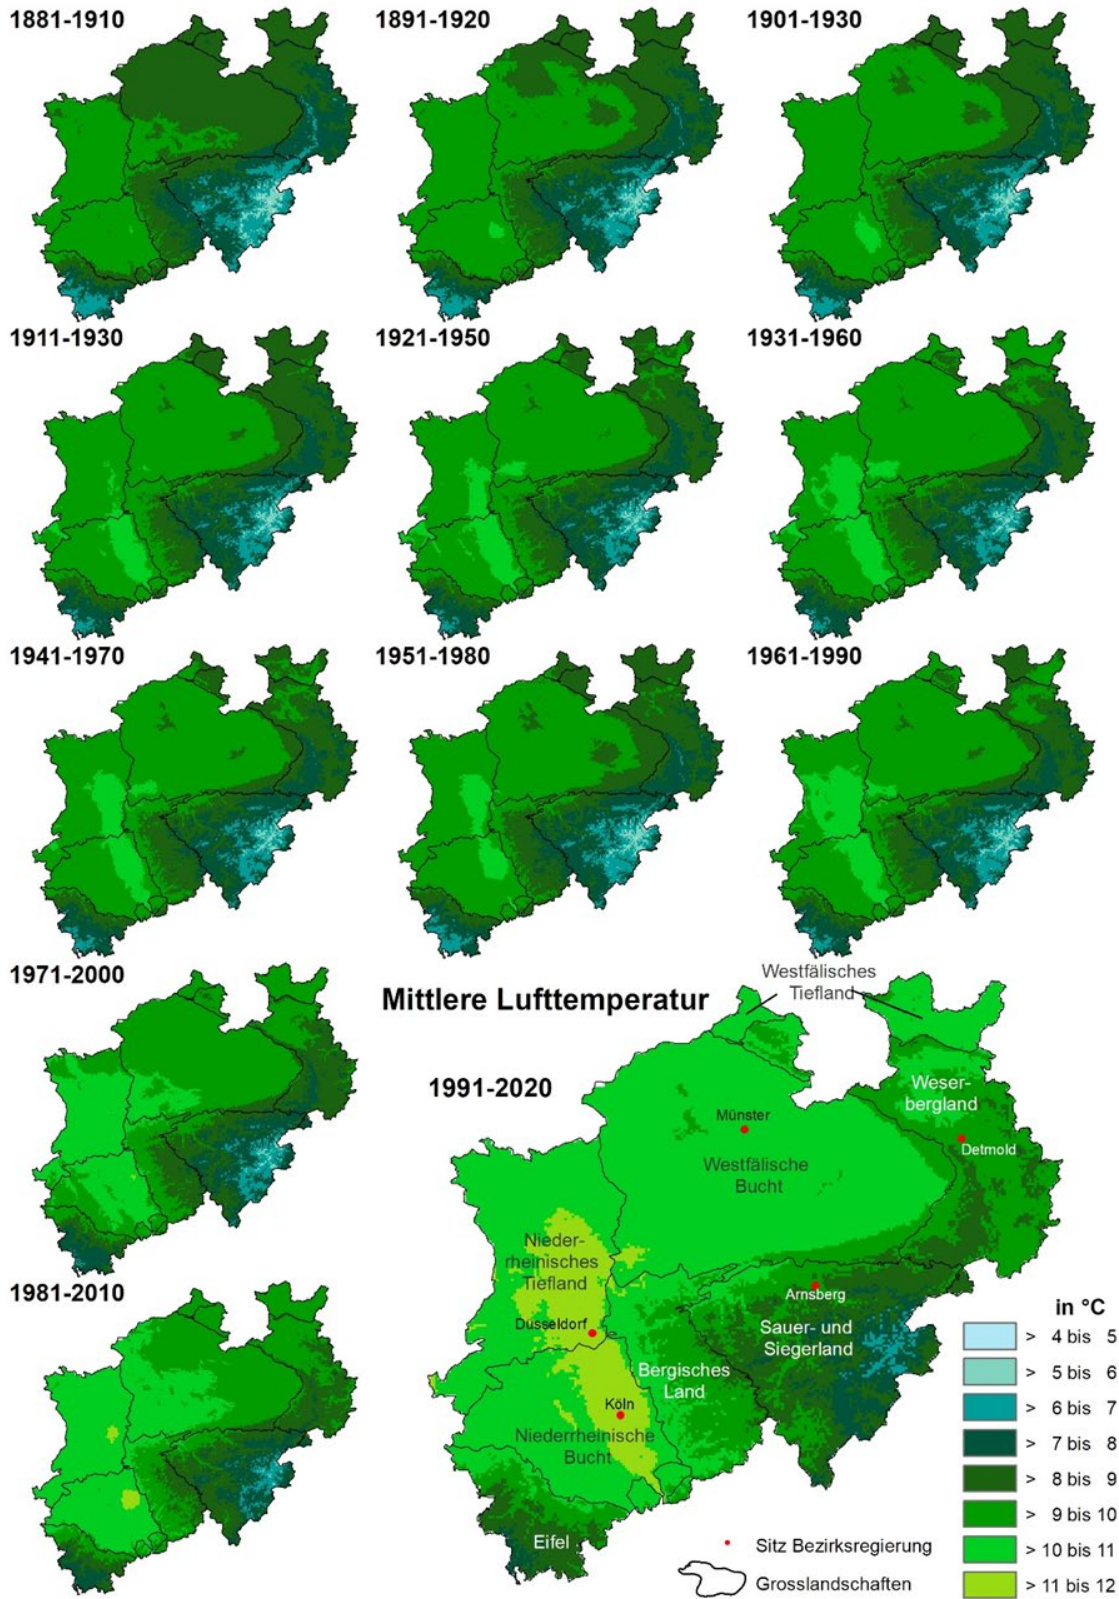 1881-1910
1891-1920
1901-1930
1911-1930
1921-1950
1931-1960
1941-1970
1951-1980
1961-1990
1971-2000
1981-2010
Mittlere Lufttemperatur
1991-2020
Westfälisches
Tiefland
Weser-
bergland
Münster
Detmold
Westfälische
Bucht
Nieder-
rheinisches
Tiefland
Düsseldorf
Arnsberg
Sauer- und
Siegerland
Bergisches
Land
Köln
Niederrheinische
Bucht
Eifel
Sitz Bezirksregierung
Grosslandschaften
in °C
> 4 bis 5
> 5 bis 6
> 6 bis 7
> 7 bis 8
> 8 bis 9
> 9 bis 10
> 10 bis 11
> 11 bis 12